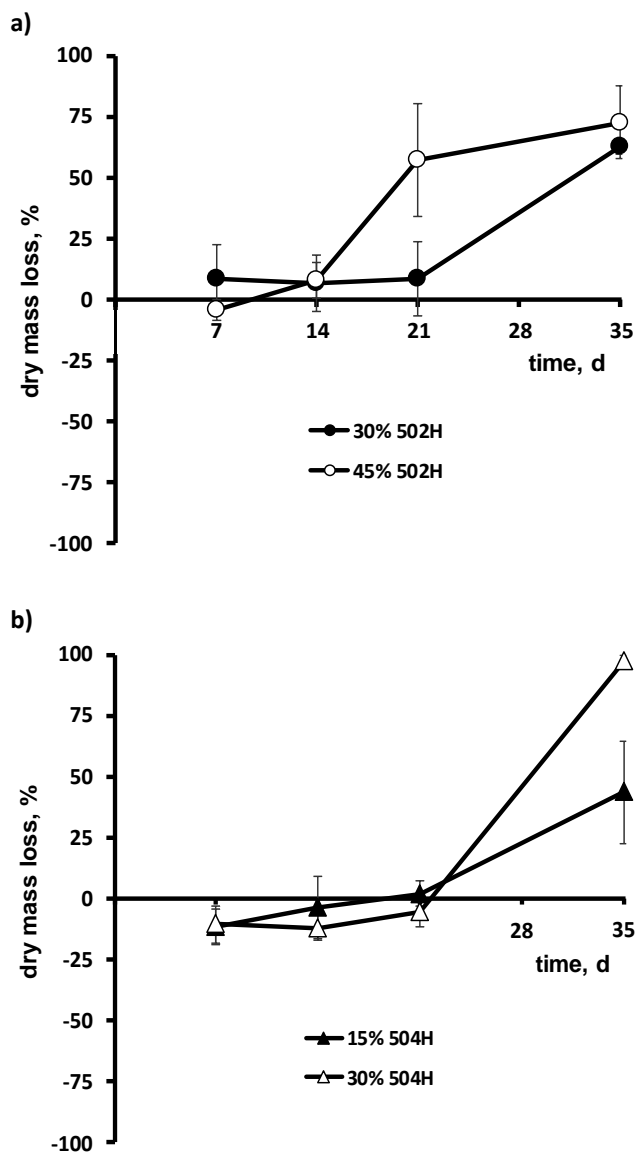 a)
100
75
50
25
0
-25
-50
-75
-100
dry mass loss, %
7 14 21 28 35
time, d
30% 502H
45% 502H
b)
100
75
50
25
0
-25
-50
-75
-100
dry mass loss, %
28 35
time, d
15% 504H
30% 504H